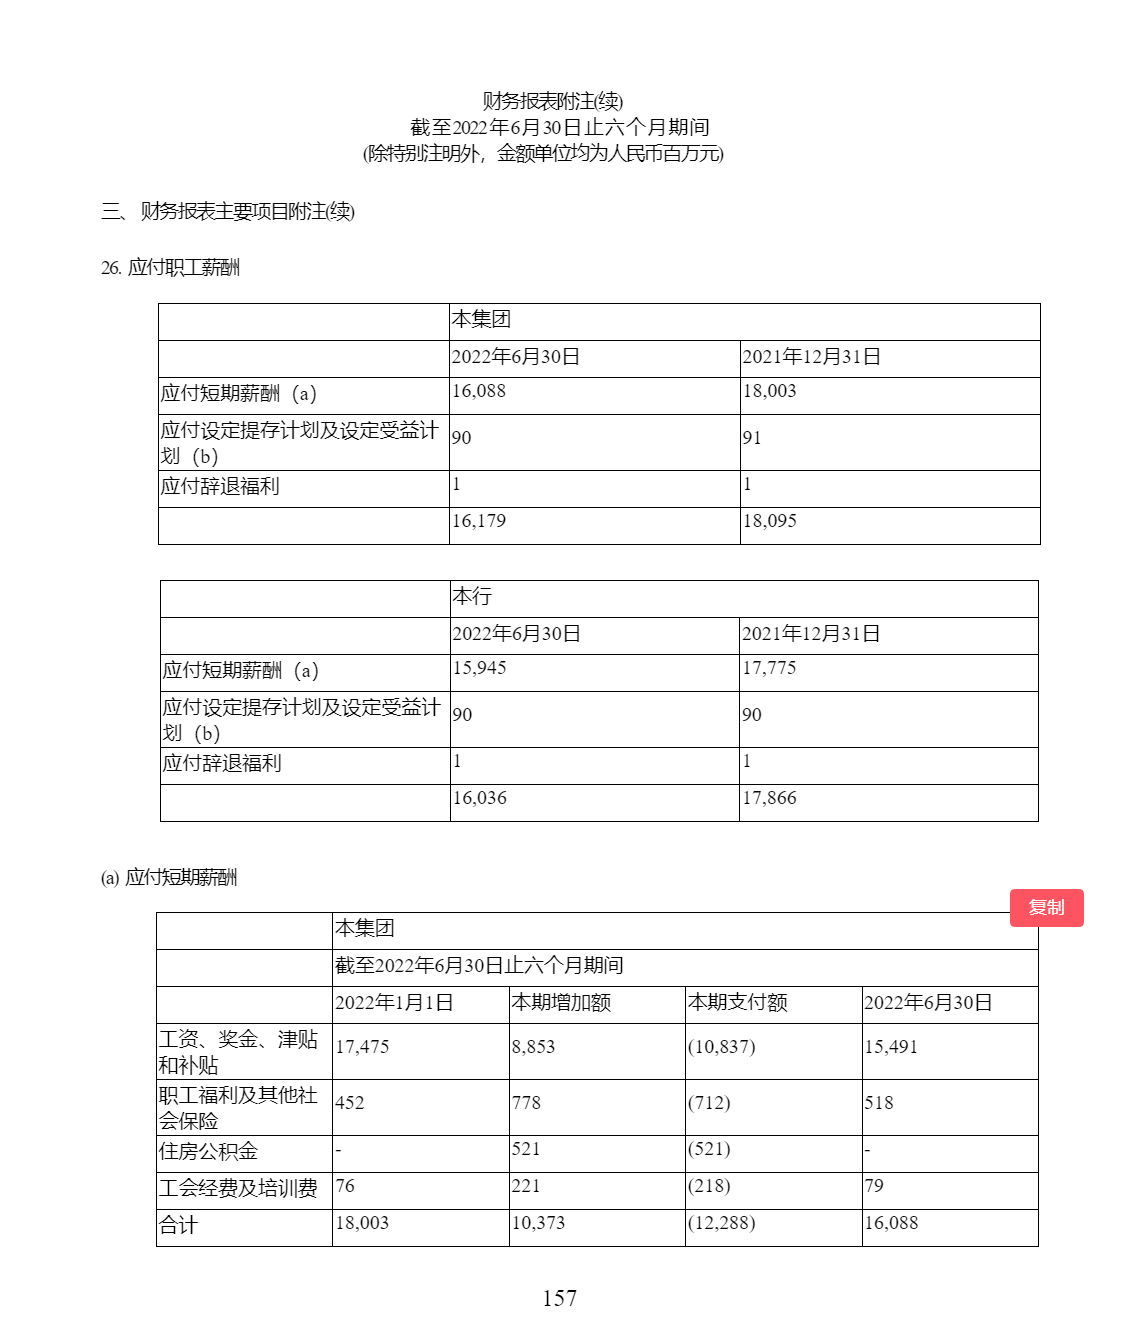 财务报表附注(续)
截至2022年6月30日止六个月期间
(除特别注明外，金额单位均为人民币百万元)
三、 财务报表主要项目附注(续)
26. 应付职工薪酬
本集团
2022年6月30日 2021年12月31日
应付短期薪酬（a） 16,088 18,003
应付设定提存计划及设定受益计
划（b） 90 91
应付辞退福利 1 1
16,179 18,095
本行
2022年6月30日 2021年12月31日
应付短期薪酬（a） 15,945 17,775
应付设定提存计划及设定受益计
划（b） 90 90
应付辞退福利 1 1
16,036 17,866
(a) 应付短期薪酬
复制
本集团
截至2022年6月30日止六个月期间
2022年1月1日 本期增加额 本期支付额 2022年6月30日
工资、奖金、津贴
和补贴 17,475 8,853 (10,837) 15,491
职工福利及其他社
会保险 452 778 (712) 518
住房公积金 - 521 (521) -
工会经费及培训费 76 221 (218) 79
合计 18,003 10,373 (12,288) 16,088
157